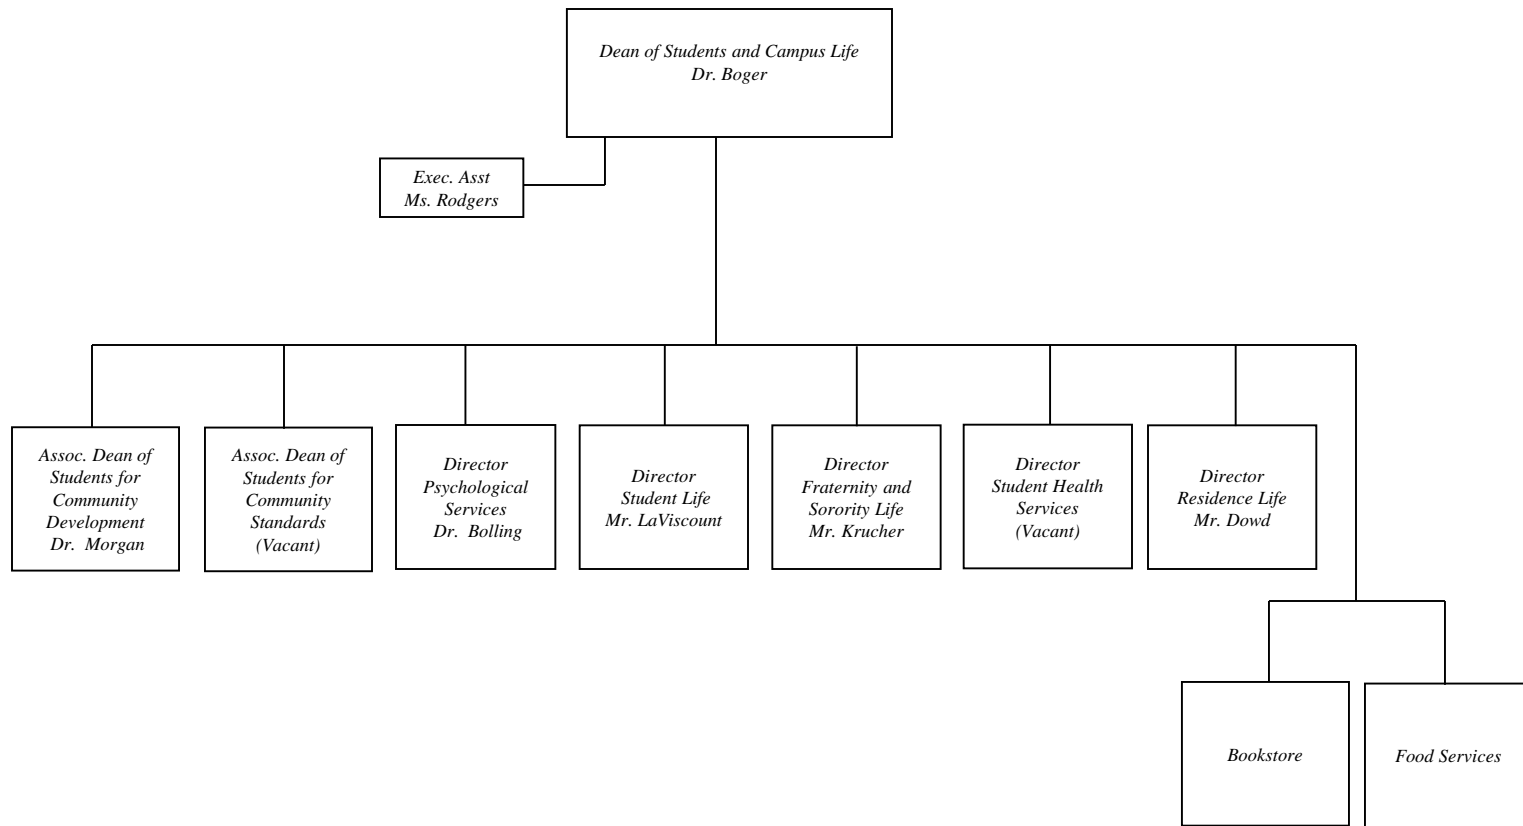 Dean of Students and Campus Life
Dr. Boger
Exec. Asst
Ms. Rodgers
Assoc. Dean of
Students for
Community
Development
Dr.  Morgan
Assoc. Dean of
Students for
Community
Standards
(Vacant)
Director
Psychological
Services
Dr.  Bolling
Director
Student Life
Mr. LaViscount
Director
Fraternity and
Sorority Life
Mr. Krucher
Director
Student Health
Services
(Vacant)
Director
Residence Life
Mr. Dowd
Bookstore
Food Services